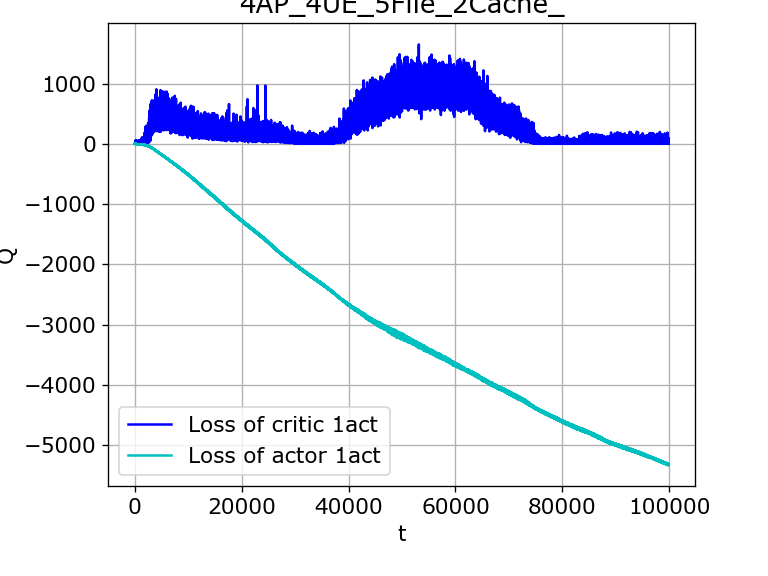 4AP_4UE_5File_2Cache_
1000
0
−1000
−2000
−3000
−4000
−5000
Q
Loss of critic 1act
Loss of actor 1act
0 20000 40000 60000 80000 100000
t